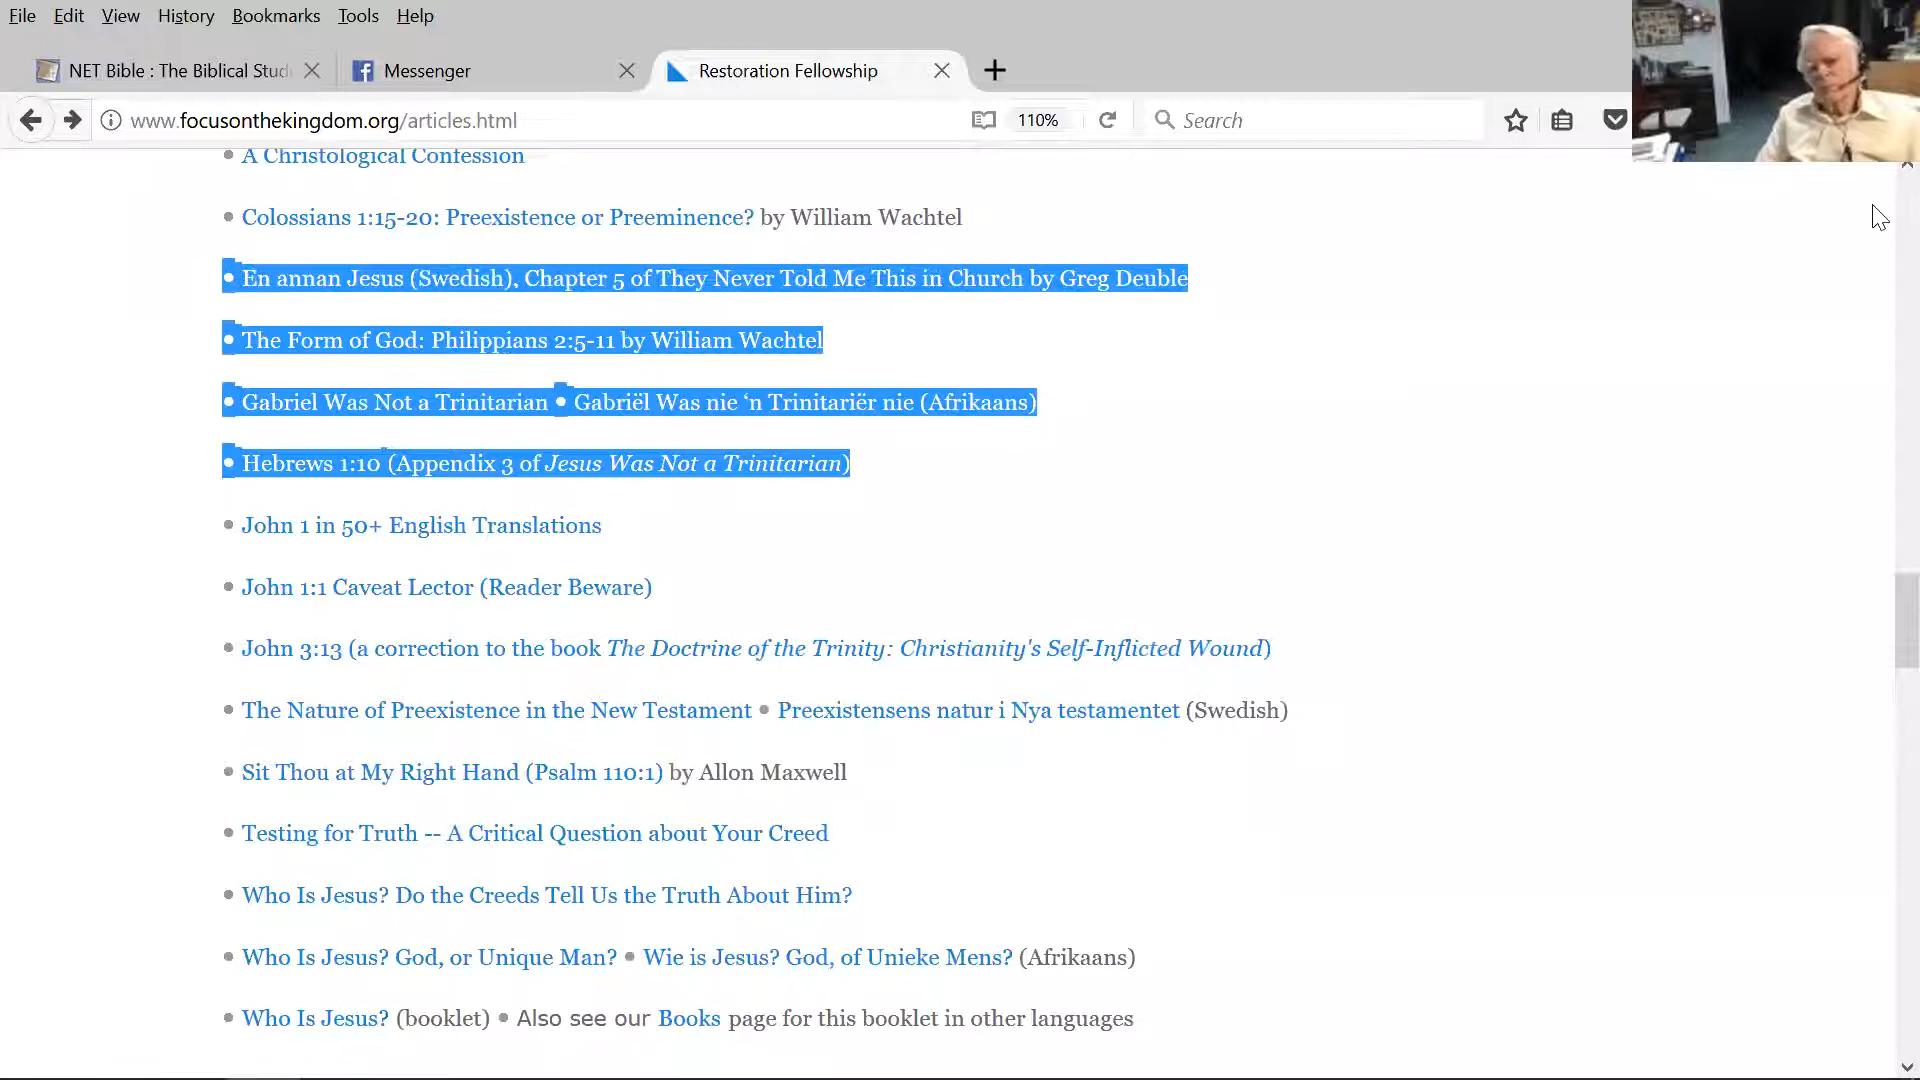 File Edit View History Bookmarks Tools Help
NET Bible : The Biblical Stud Messenger Restoration Fellowship
www.focusonthekingdom.org/articles.html 110% Search
• A Christological Confession
• Colossians 1:15-20: Preexistence or Preeminence? by William Wachtel
• En annan Jesus (Swedish), Chapter 5 of They Never Told Me This in Church by Greg Deuble
• The Form of God: Philippians 2:5-11 by William Wachtel
• Gabriel Was Not a Trinitarian • Gabriël Was nie ‘n Trinitariër nie (Afrikaans)
• Hebrews 1:10 (Appendix 3 of Jesus Was Not a Trinitarian)
• John 1 in 50+ English Translations
• John 1:1 Caveat Lector (Reader Beware)
• John 3:13 (a correction to the book The Doctrine of the Trinity: Christianity's Self-Inflicted Wound)
• The Nature of Preexistence in the New Testament • Preexistensens natur i Nya testamentet (Swedish)
• Sit Thou at My Right Hand (Psalm 110:1) by Allon Maxwell
• Testing for Truth -- A Critical Question about Your Creed
• Who Is Jesus? Do the Creeds Tell Us the Truth About Him?
• Who Is Jesus? God, or Unique Man? • Wie is Jesus? God, of Unieke Mens? (Afrikaans)
• Who Is Jesus? (booklet) • Also see our Books page for this booklet in other languages